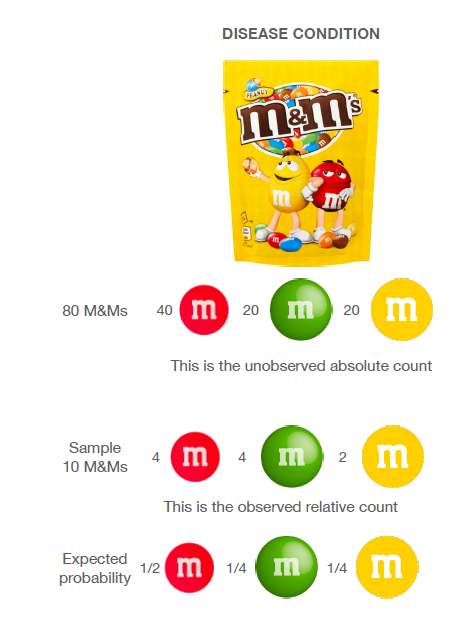 DISEASE CONDITION
PEANUT
m&m's
m
m
80 M&Ms 40 m 20 m 20 m
This is the unobserved absolute count
Sample
10 M&Ms 4 m 4 m 2 m
This is the observed relative count
Expected
probability 1/2 m 1/4 m 1/4 m